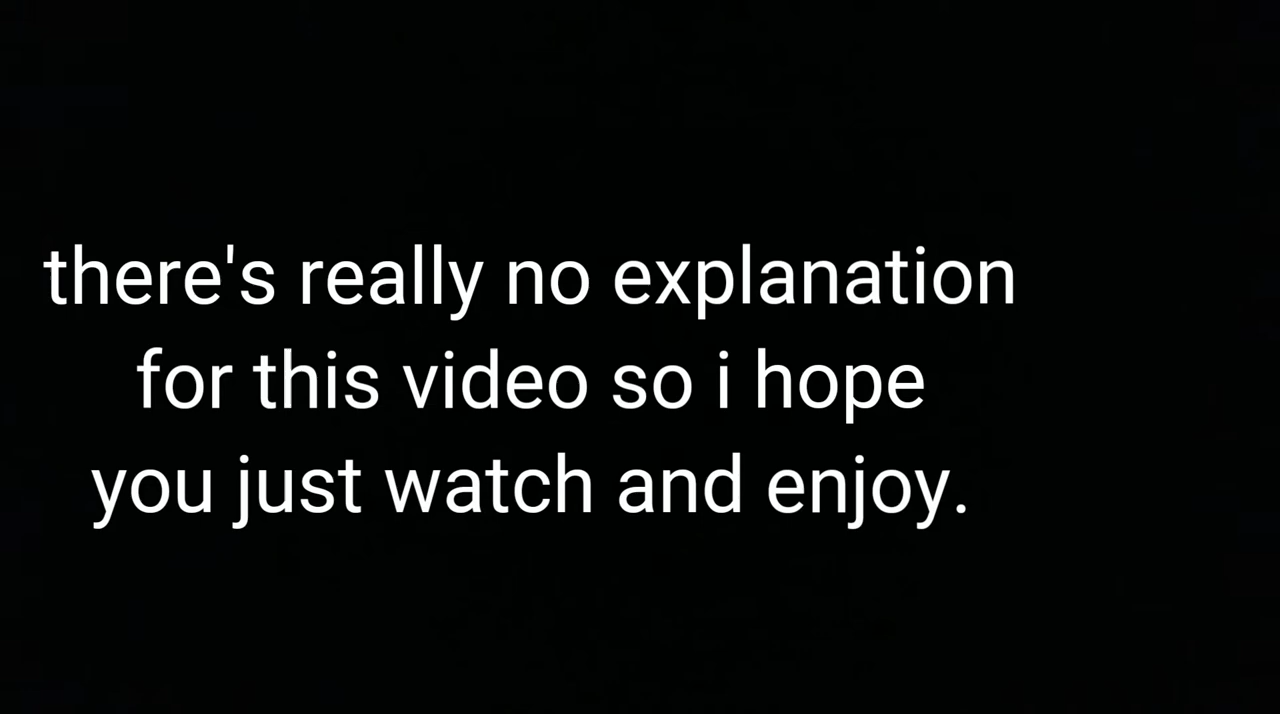 there's really no explanation
for this video so i hope
you just watch and enjoy.